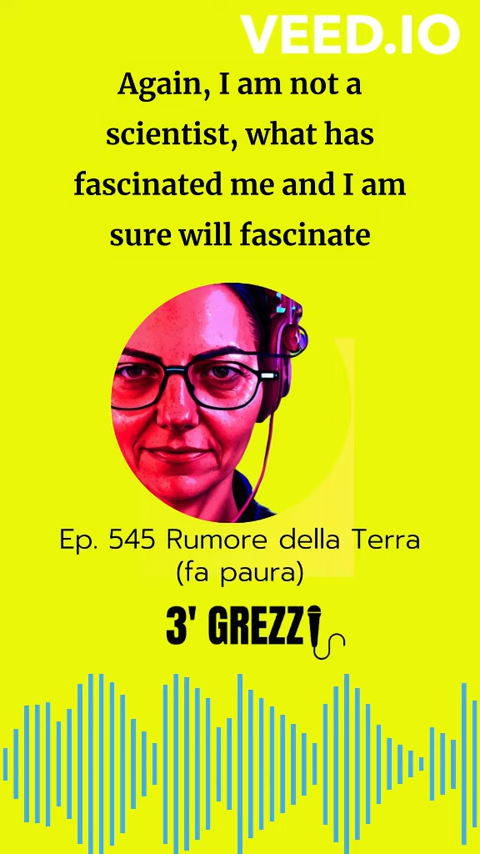 VEED.IO
Again, I am not a
scientist, what has
fascinated me and I am
sure will fascinate
Ep. 545 Rumore della Terra
(fa paura)
3' GREZZI